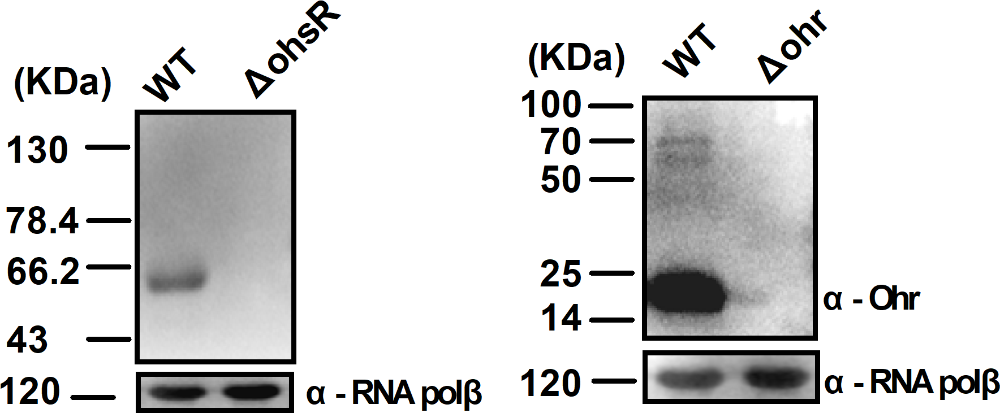 (KDa) WT ΔohsR
130
78.4
66.2
43
120 α - RNA polβ
(KDa) WT Δohr
100
70
50
25
α - Ohr
14
120 α - RNA polβ